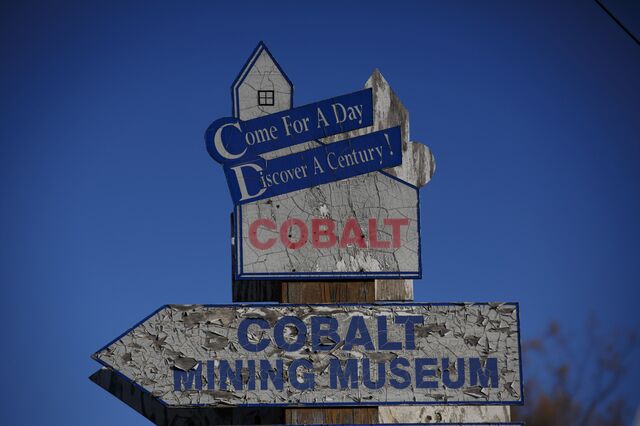 Come For A Day
Discover A Century!
COBALT
COBALT
MINING MUSEUM